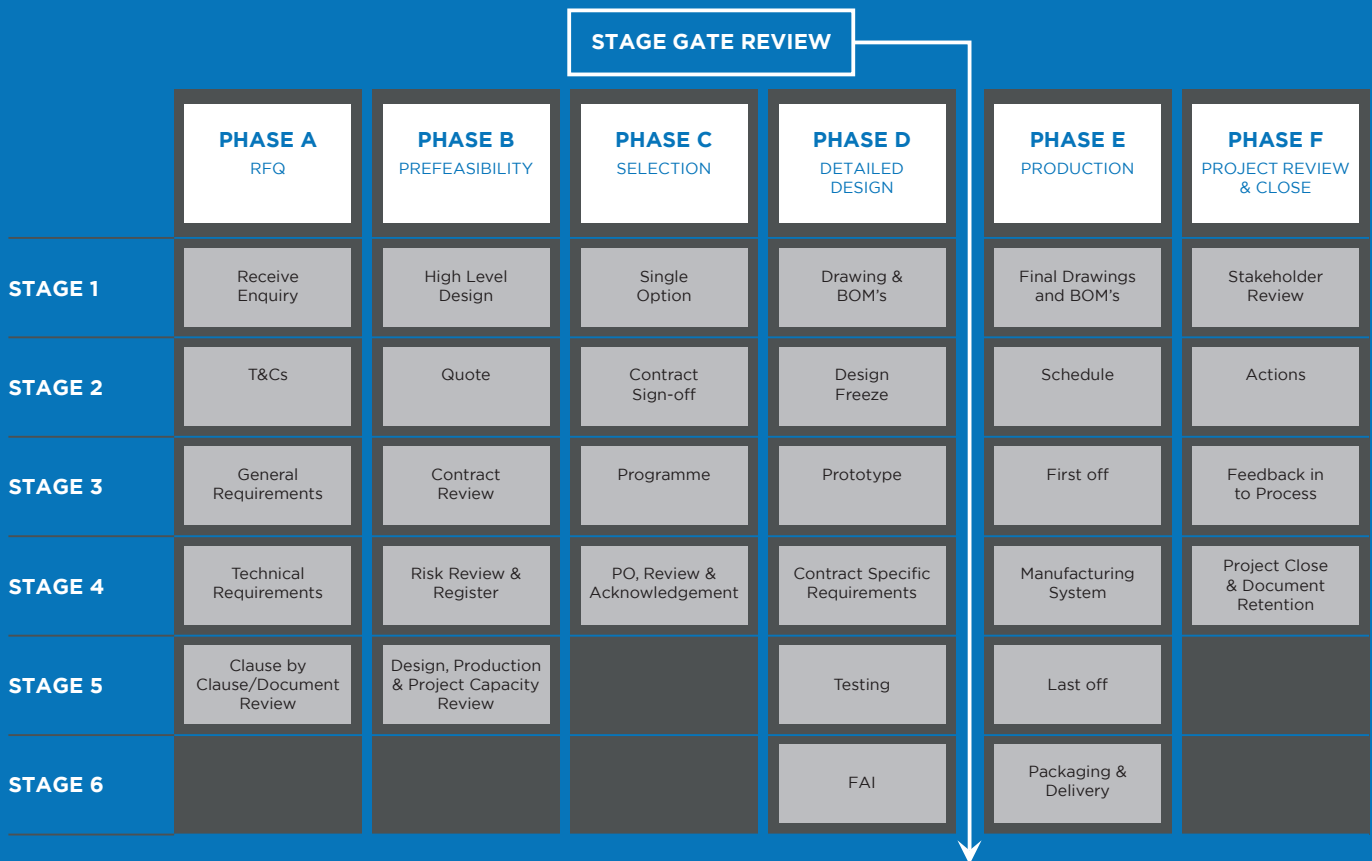 STAGE GATE REVIEW
PHASE A
RFQ
PHASE B
PREFEASIBILITY
PHASE C
SELECTION
PHASE D
DETAILED
DESIGN
PHASE E
PRODUCTION
PHASE F
PROJECT REVIEW
& CLOSE
STAGE 1
Receive
Enquiry
High Level
Design
Single
Option
Drawing &
BOM's
Final Drawings
and BOM's
Stakeholder
Review
STAGE 2
T&Cs
Quote
Contract
Sign-off
Design
Freeze
Schedule
Actions
STAGE 3
General
Requirements
Contract
Review
Programme
Prototype
First off
Feedback in
to Process
STAGE 4
Technical
Requirements
Risk Review &
Register
PO, Review &
Acknowledgement
Contract Specific
Requirements
Manufacturing
System
Project Close
& Document
Retention
STAGE 5
Clause by
Clause/Document
Review
Design, Production
& Project Capacity
Review
Testing
Last off
STAGE 6
FAI
Packaging &
Delivery